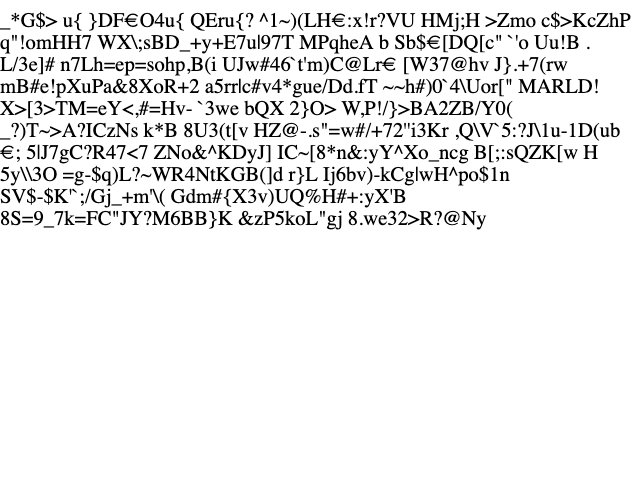 _*G$> u{ }DF€O4u{ QEru{? ^1~)(LH€:x!r?VU HMj;H >Zmo c$>KcZhP
q"!omHH7 WX\;sBD_+y+E7u|97T MPqheA b Sb$€[DQ[c" `'o Uu!B .
L/3e]# n7Lh=ep=sohp,B(i UJw#46`t'm)C@Lr€ [W37@hv J}.+7(rw
mB#e!pXuPa&8XoR+2 a5rr|c#v4*gue/Dd.fT ~~h#)0`4\Uor[" MARLD!
X>[3>TM=eY<,#=Hv- `3we bQX 2}O> W,P!/}>BA2ZB/Y0(
_?)T~>A?ICzNs k*B 8U3(t[v HZ@-.s"=w#/+72"i3Kr ,Q\V`5:?J\1u-1D(ub
€; 5|J7gC?R47<7 ZNo&^KDyJ] IC~[8*n&:yY^Xo_ncg B[;:sQZK[w H
5y\\3O =g-$q)L?~WR4NtKGB(]d r}L Ij6bv)-kCg|wH^po$1n
SV$-$K'`;/Gj_+m'\( Gdm#{X3v)UQ%H#+:yX'B
8S=9_7k=FC"JY?M6BB}K &zP5koL"gj 8.we32>R?@Ny